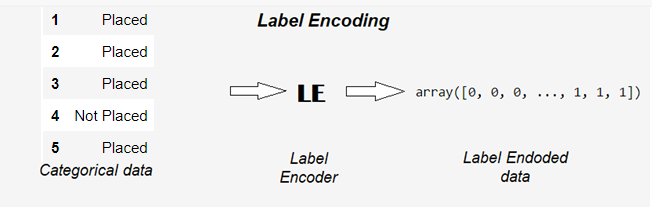 Label Encoding
1 Placed
2 Placed
3 Placed
4 Not Placed
5 Placed
Categorical data
LE
Label
Encoder
array([0, 0, 0, ..., 1, 1, 1])
Label Endoded
data